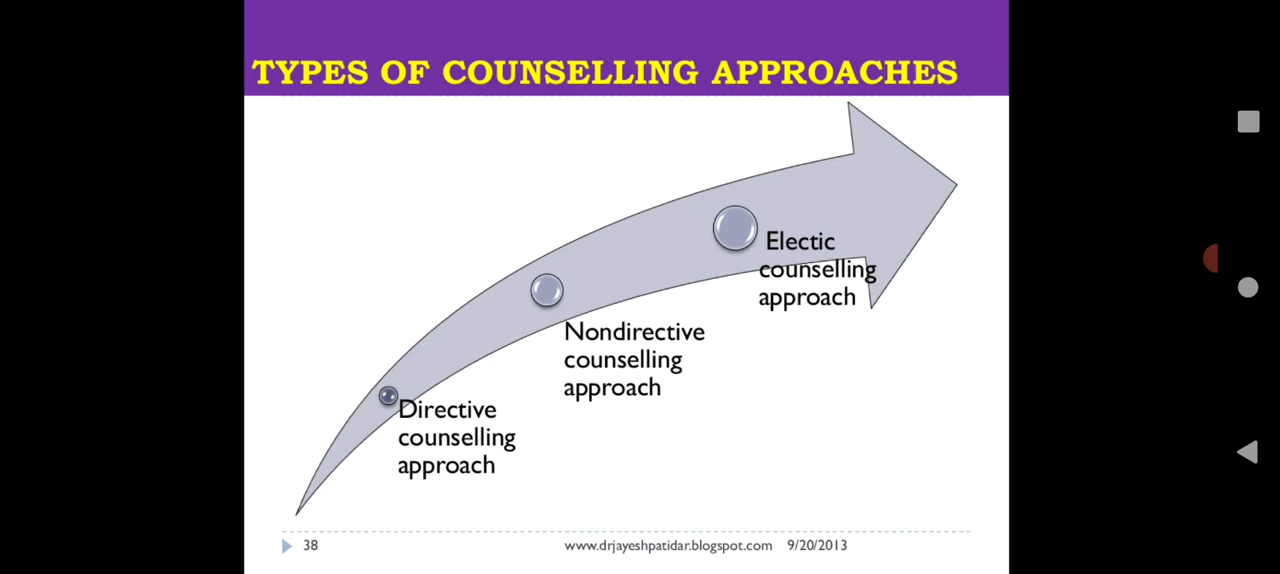 TYPES OF COUNSELLING APPROACHES
Directive
counselling
approach
Nondirective
counselling
approach
Electic
counselling
approach
38
www.drjayeshpatidar.blogspot.com 9/20/2013